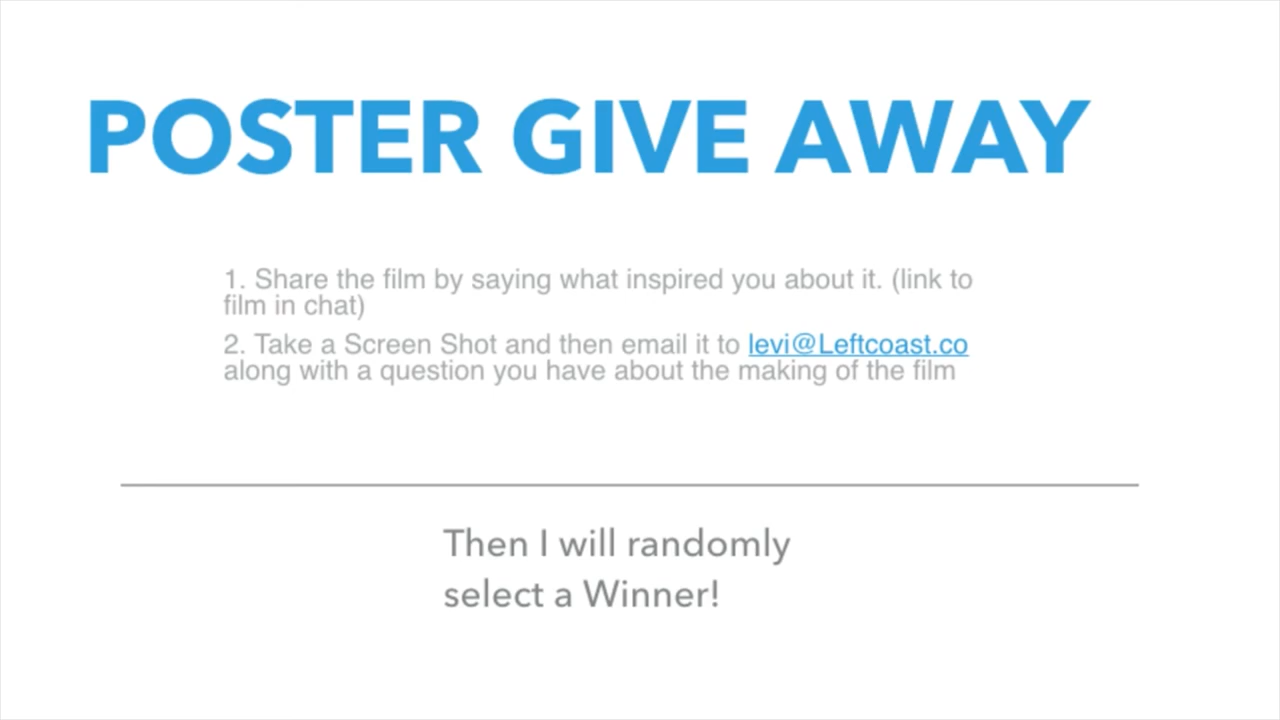 POSTER GIVE AWAY
1. Share the film by saying what inspired you about it. (link to
film in chat)
2. Take a Screen Shot and then email it to levi@Leftcoast.co
along with a question you have about the making of the film
Then I will randomly
select a Winner!